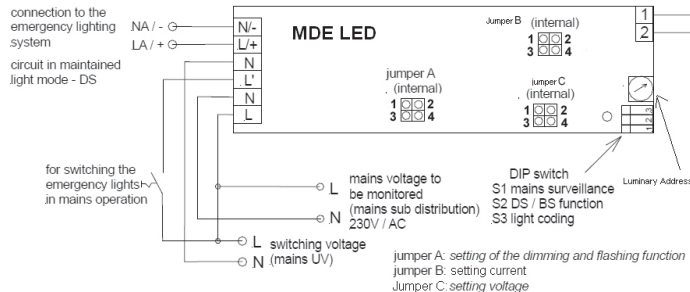 connection to the
emergency lighting
.system
NA / -
LA / +
circuit in maintained
.light mode - DS
N/-
L/+
N
.L'
N
.L
MDE LED
Jumper B
(internal)
1 2
3 4
jumper A
. (internal)
1 2
3 4
jumper C
. (internal)
1 2
3 4
1
2
3
2
1
for switching the
emergency lights
.in mains operation
L
mains voltage to
be monitored
(mains sub distribution)
N 230V / AC
L switching voltage
N .(mains UV)
DIP switch
S1 mains surveillance
S2 DS / BS function
.S3 light coding
Luminary Address
jumper A: setting of the dimming and flashing function
jumper B: setting current
Jumper C: setting voltage